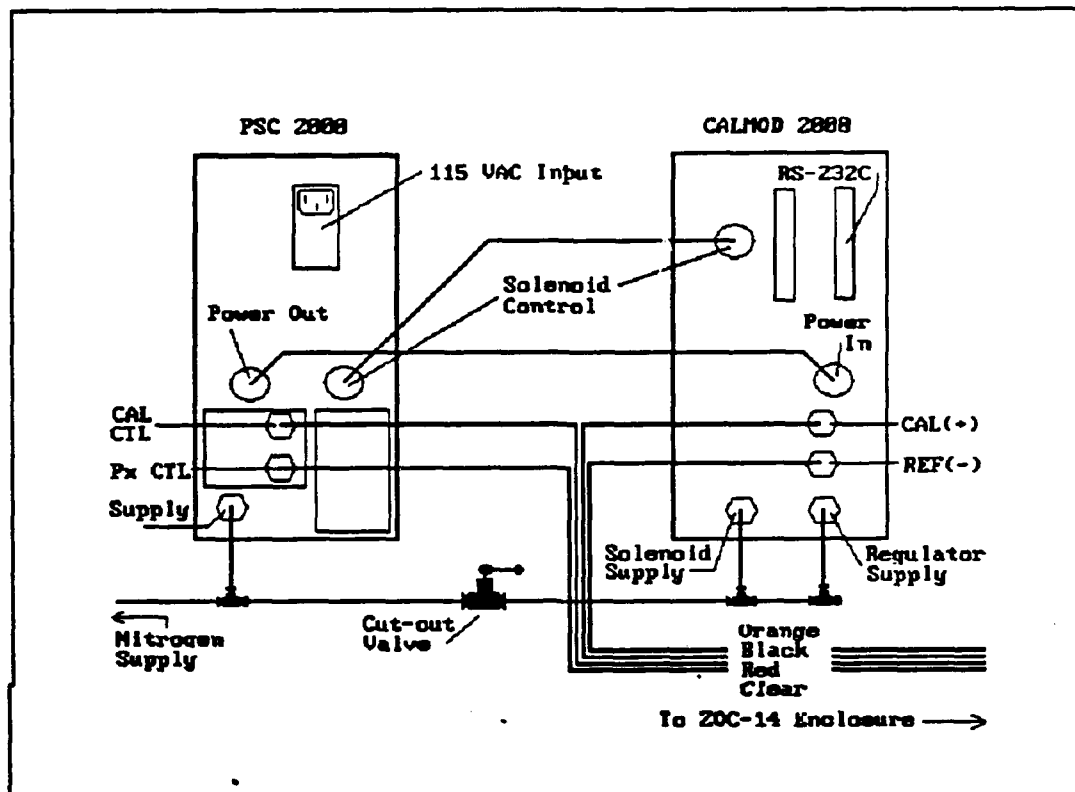 PSC 2000
CALMOD 2000
115 VAC Input
RS-232C
Solenoid
Control
Power Out
Power
In
CAL
CTL
CAL(+)
Px CTL
REF(-)
Supply
Solenoid
Supply
Regulator
Supply
Nitrogen
Supply
Cut-out
Valve
Orange
Black
Red
Clear
To ZOC-14 Enclosure